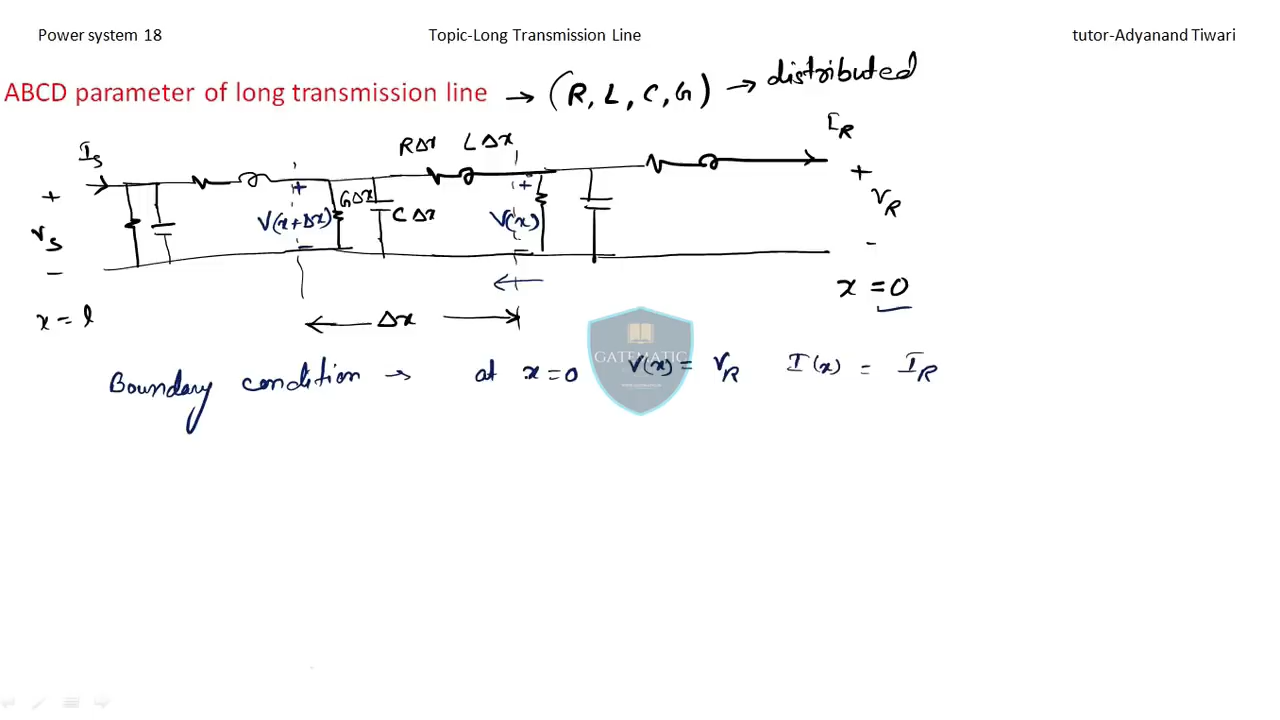 Power system 18 Topic-Long Transmission Line tutor-Adyanand Tiwari
ABCD parameter of long transmission line → (R, L, C, G) → distributed
I_S RΔx LΔx I_R
+ + GΔx + +
V_S V(x+Δx) CΔx V(x) V_R
- - - -
x = l Δx x = 0
GATEMATIC
Boundary condition → at x=0 V(x) = V_R I(x) = I_R